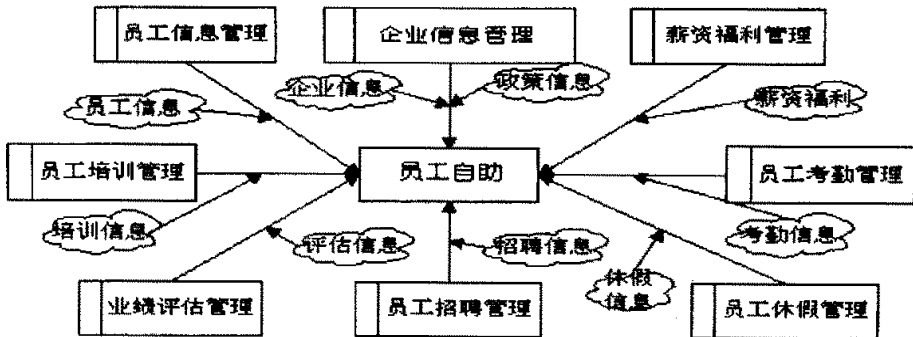 员工信息管理
企业信息管理
薪资福利管理
企业信息
政策信息
员工信息
薪资福利
员工培训管理
员工自助
员工考勤管理
培训信息
评估信息
招聘信息
考勤信息
休假
信息
业绩评估管理
员工招聘管理
员工休假管理